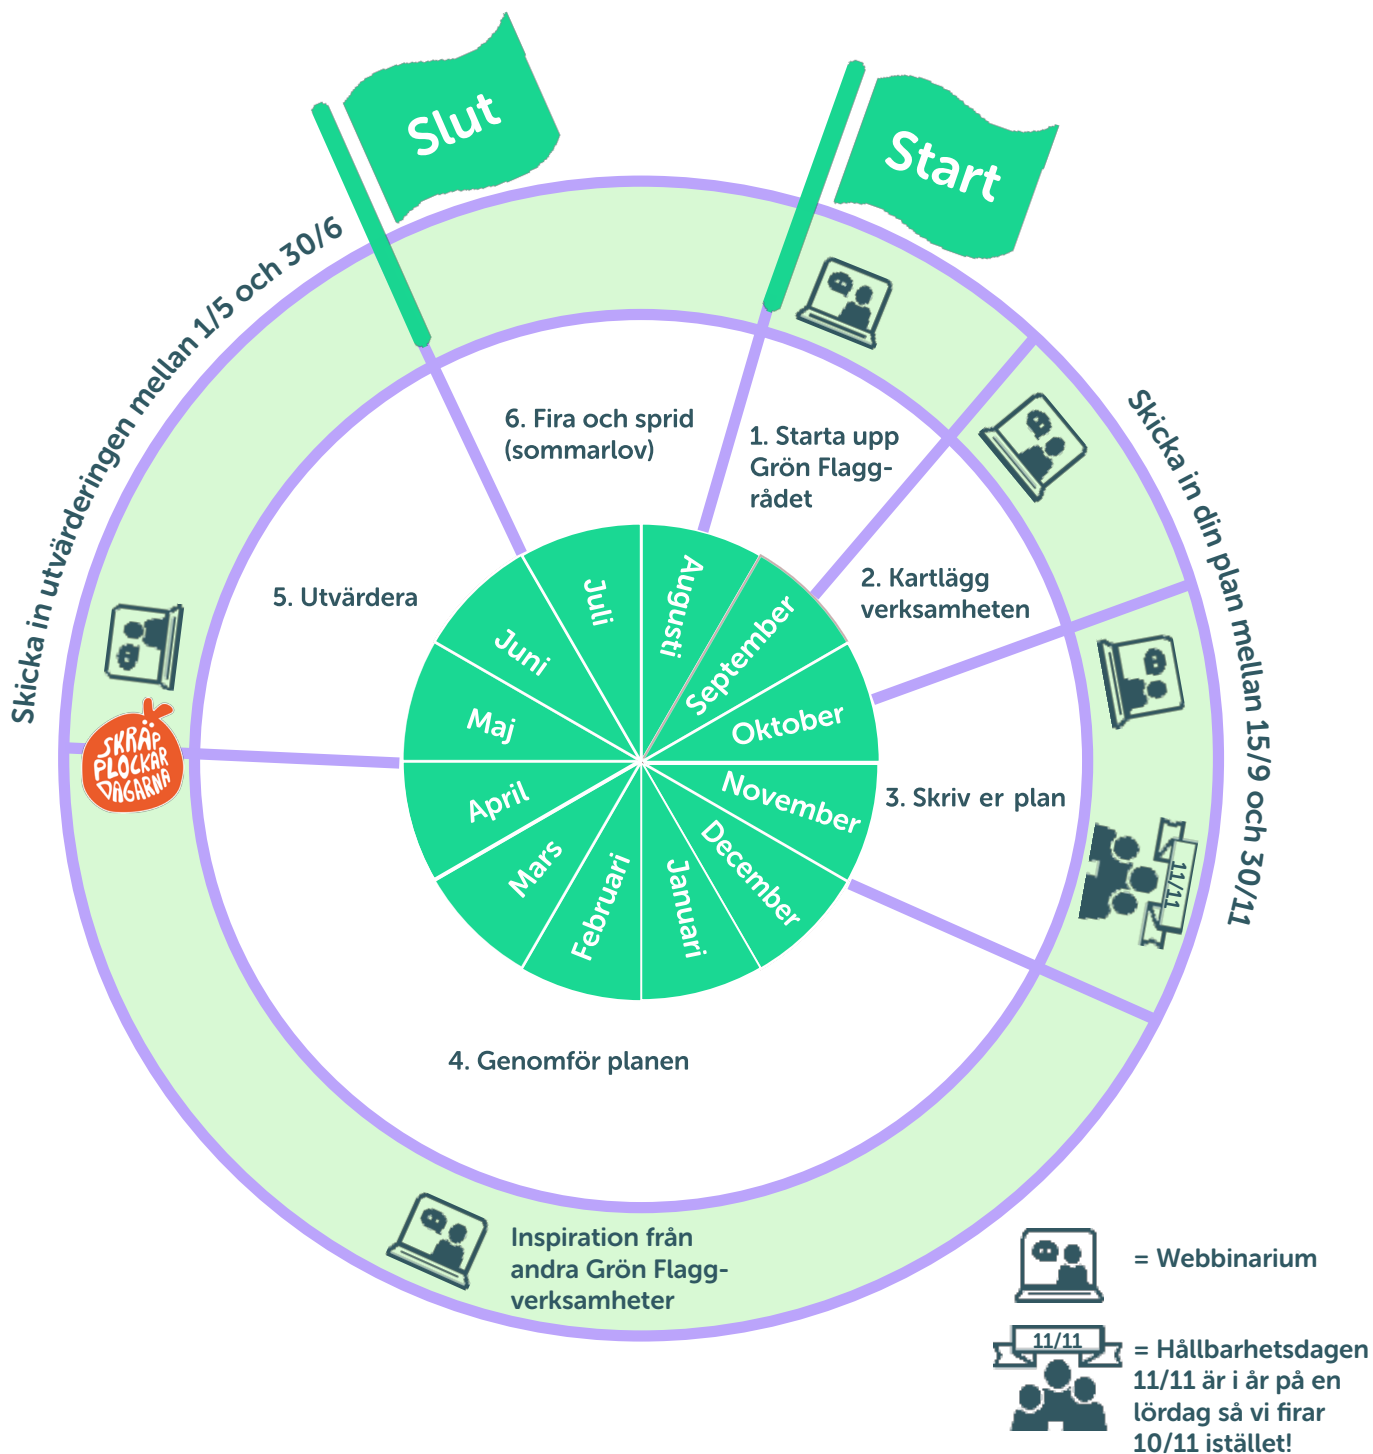 Slut
Start
Skicka in utvärderingen mellan 1/5 och 30/6
Skicka in din plan mellan 15/9 och 30/11
6. Fira och sprid
(sommarlov)
1. Starta upp
Grön Flagg-
rådet
2. Kartlägg
verksamheten
3. Skriv er plan
4. Genomför planen
5. Utvärdera
Juli
Augusti
September
Oktober
November
December
Januari
Februari
Mars
April
Maj
Juni
SKRÄP
PLOCKAR
DAGARNA
11/11
Inspiration från
andra Grön Flagg-
verksamheter
= Webbinarium
11/11
= Hållbarhetsdagen
11/11 är i år på en
lördag så vi firar
10/11 istället!